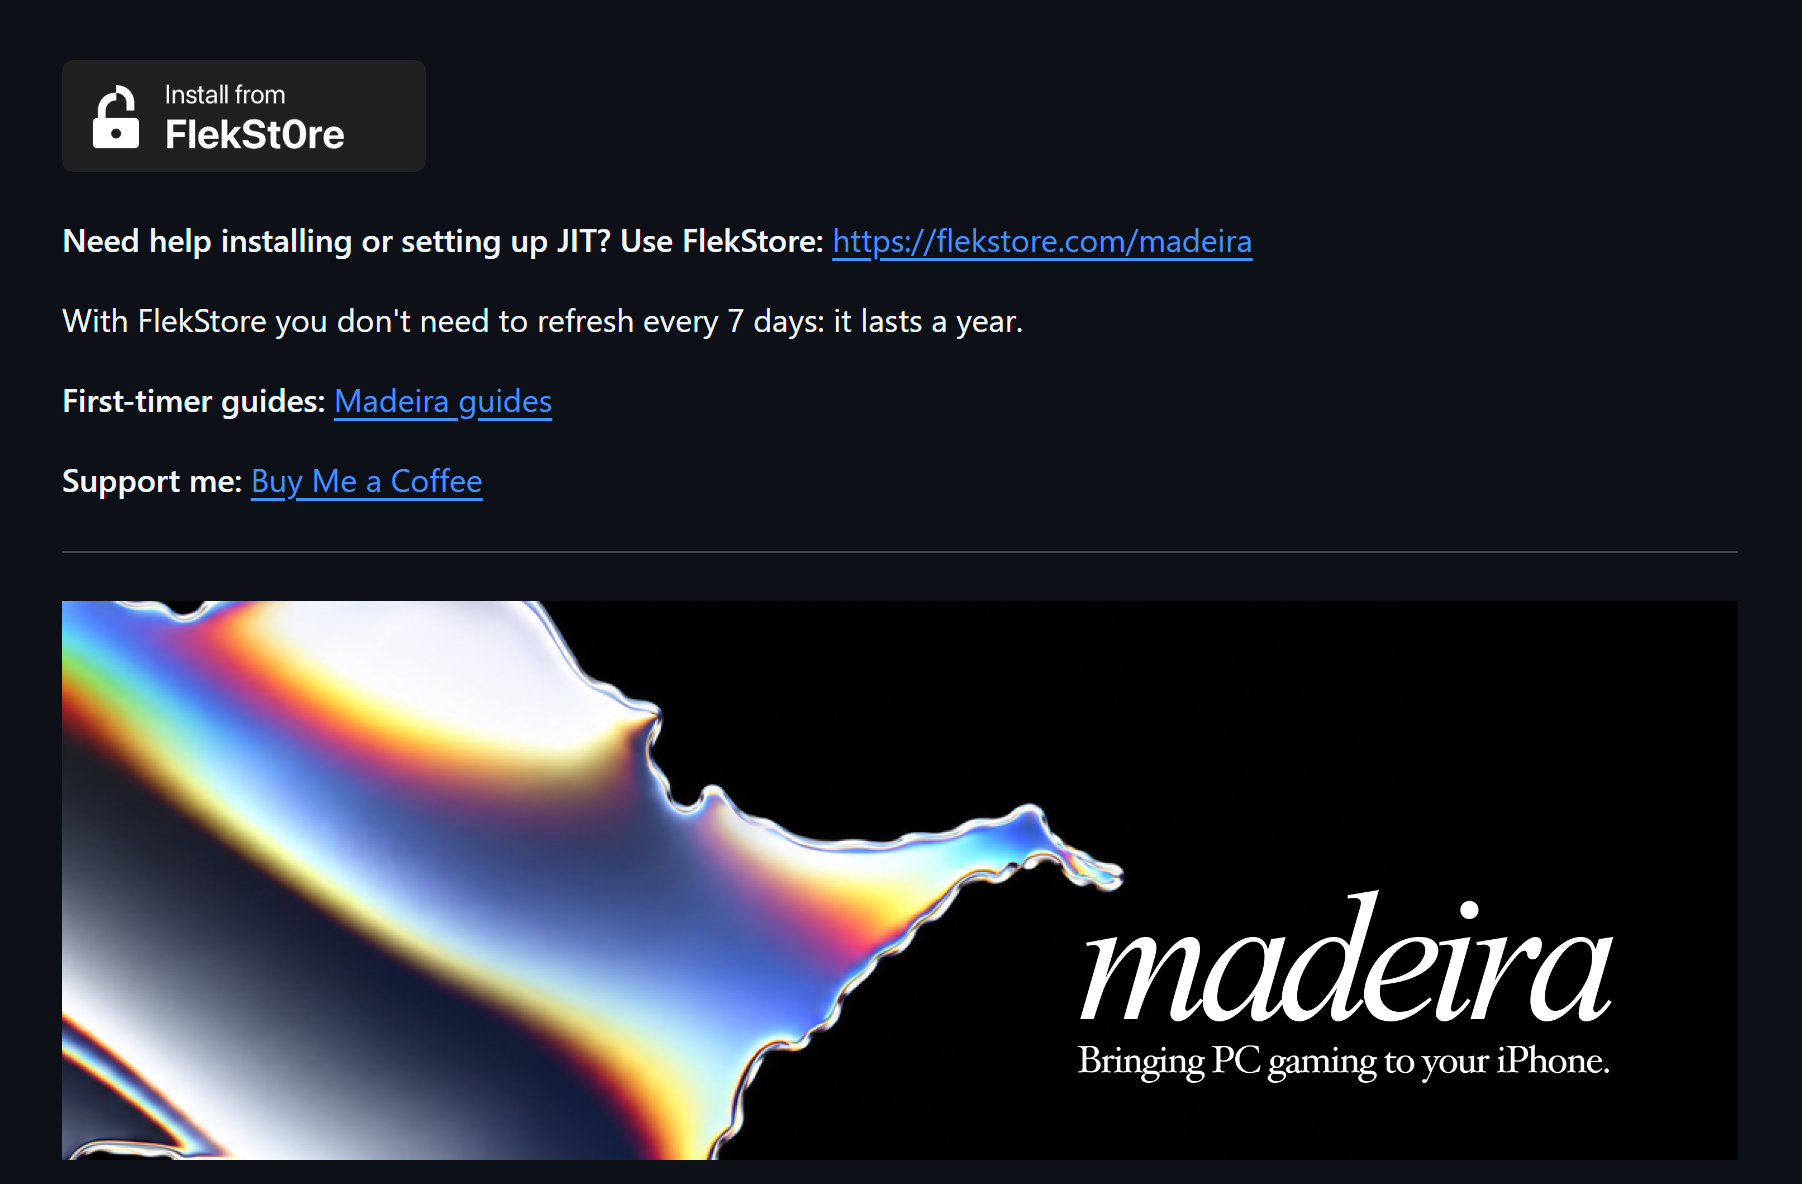 Install from
FlekSt0re
Need help installing or setting up JIT? Use FlekStore: https://flekstore.com/madeira
With FlekStore you don't need to refresh every 7 days: it lasts a year.
First-timer guides: Madeira guides
Support me: Buy Me a Coffee
madeira
Bringing PC gaming to your iPhone.